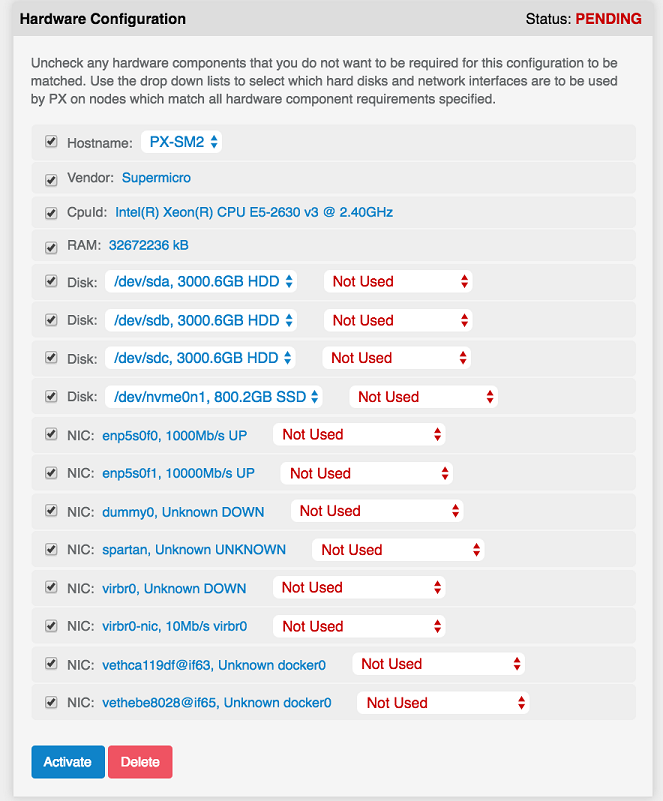 Hardware Configuration Status: PENDING
Uncheck any hardware components that you do not want to be required for this configuration to be
matched. Use the drop down lists to select which hard disks and network interfaces are to be used
by PX on nodes which match all hardware component requirements specified.
Hostname: PX-SM2
Vendor: Supermicro
CpuId: Intel(R) Xeon(R) CPU E5-2630 v3 @ 2.40GHz
RAM: 32672236 kB
Disk: /dev/sda, 3000.6GB HDD Not Used
Disk: /dev/sdb, 3000.6GB HDD Not Used
Disk: /dev/sdc, 3000.6GB HDD Not Used
Disk: /dev/nvme0n1, 800.2GB SSD Not Used
NIC: enp5s0f0, 1000Mb/s UP Not Used
NIC: enp5s0f1, 10000Mb/s UP Not Used
NIC: dummy0, Unknown DOWN Not Used
NIC: spartan, Unknown UNKNOWN Not Used
NIC: virbr0, Unknown DOWN Not Used
NIC: virbr0-nic, 10Mb/s virbr0 Not Used
NIC: vethca119df@if63, Unknown docker0 Not Used
NIC: vethebe8028@if65, Unknown docker0 Not Used
Activate Delete